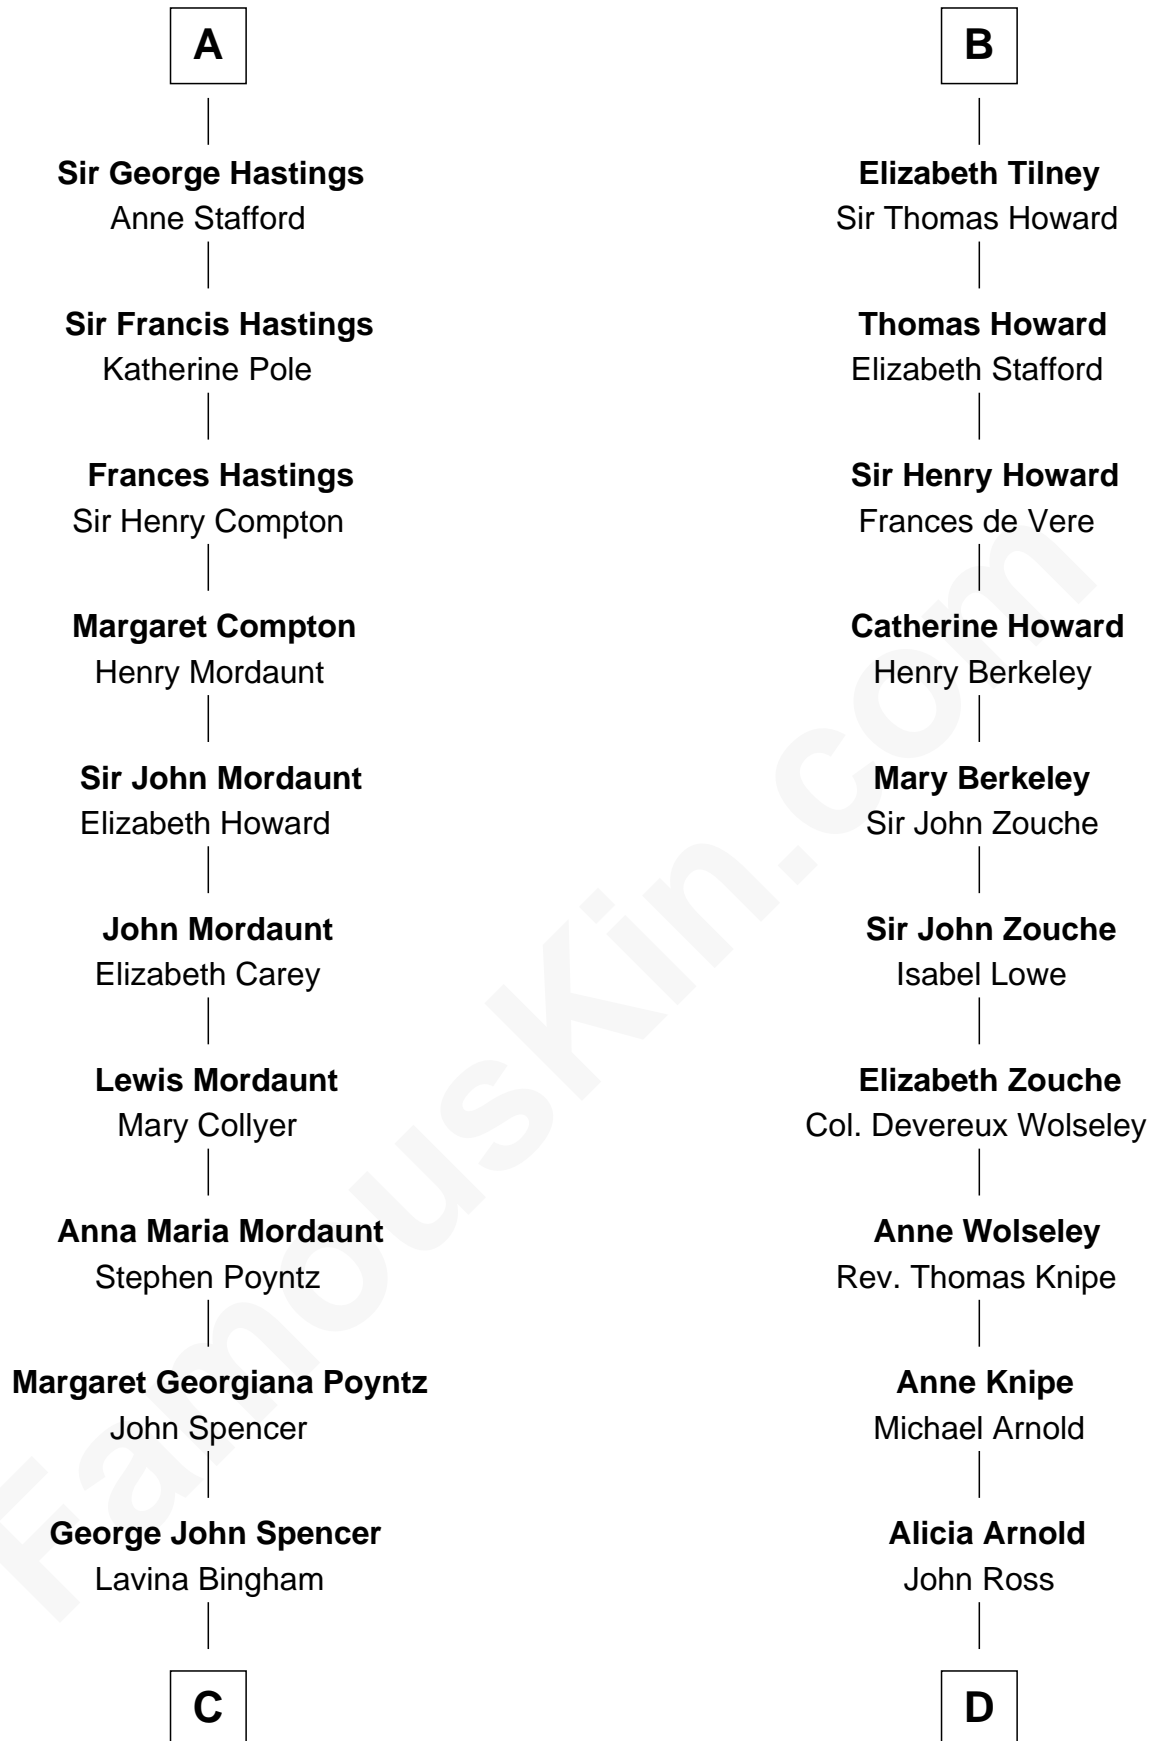 A
Sir George Hastings
Anne Stafford
Sir Francis Hastings
Katherine Pole
Frances Hastings
Sir Henry Compton
Margaret Compton
Henry Mordaunt
Sir John Mordaunt
Elizabeth Howard
John Mordaunt
Elizabeth Carey
Lewis Mordaunt
Mary Collyer
Anna Maria Mordaunt
Stephen Poyntz
Margaret Georgiana Poyntz
John Spencer
George John Spencer
Lavina Bingham
C
B
Elizabeth Tilney
Sir Thomas Howard
Thomas Howard
Elizabeth Stafford
Sir Henry Howard
Frances de Vere
Catherine Howard
Henry Berkeley
Mary Berkeley
Sir John Zouche
Sir John Zouche
Isabel Lowe
Elizabeth Zouche
Col. Devereux Wolseley
Anne Wolseley
Rev. Thomas Knipe
Anne Knipe
Michael Arnold
Alicia Arnold
John Ross
D
FamousKin.com